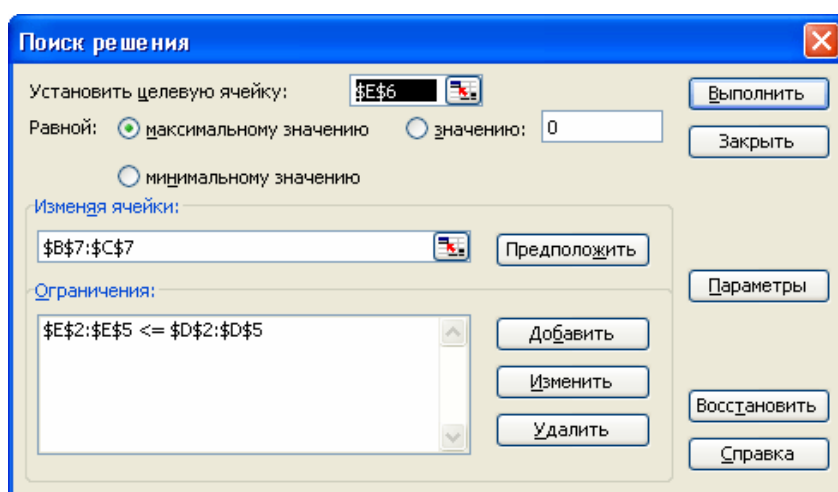 Поиск решения
Установить целевую ячейку: $E$6
Выполнить
Равной: максимальному значению значению: 0
Закрыть
минимальному значению
Изменяя ячейки:
$B$7:$C$7
Предположить
Параметры
Ограничения:
$E$2:$E$5 <= $D$2:$D$5
Добавить
Изменить
Удалить
Восстановить
Справка